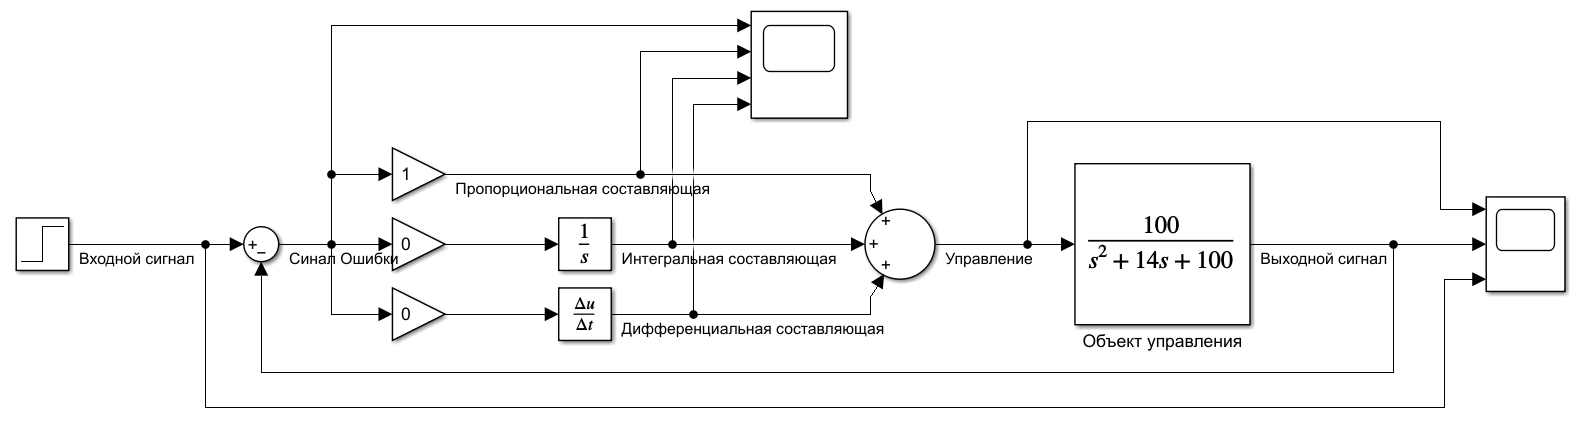 1
Пропорциональная составляющая
Входной сигнал
+
−
Синал Ошибки
0
1
s
Интегральная составляющая
+
+
+
Управление
100
s² + 14s + 100
Объект управления
Выходной сигнал
0
Δu
Δt
Дифференциальная составляющая